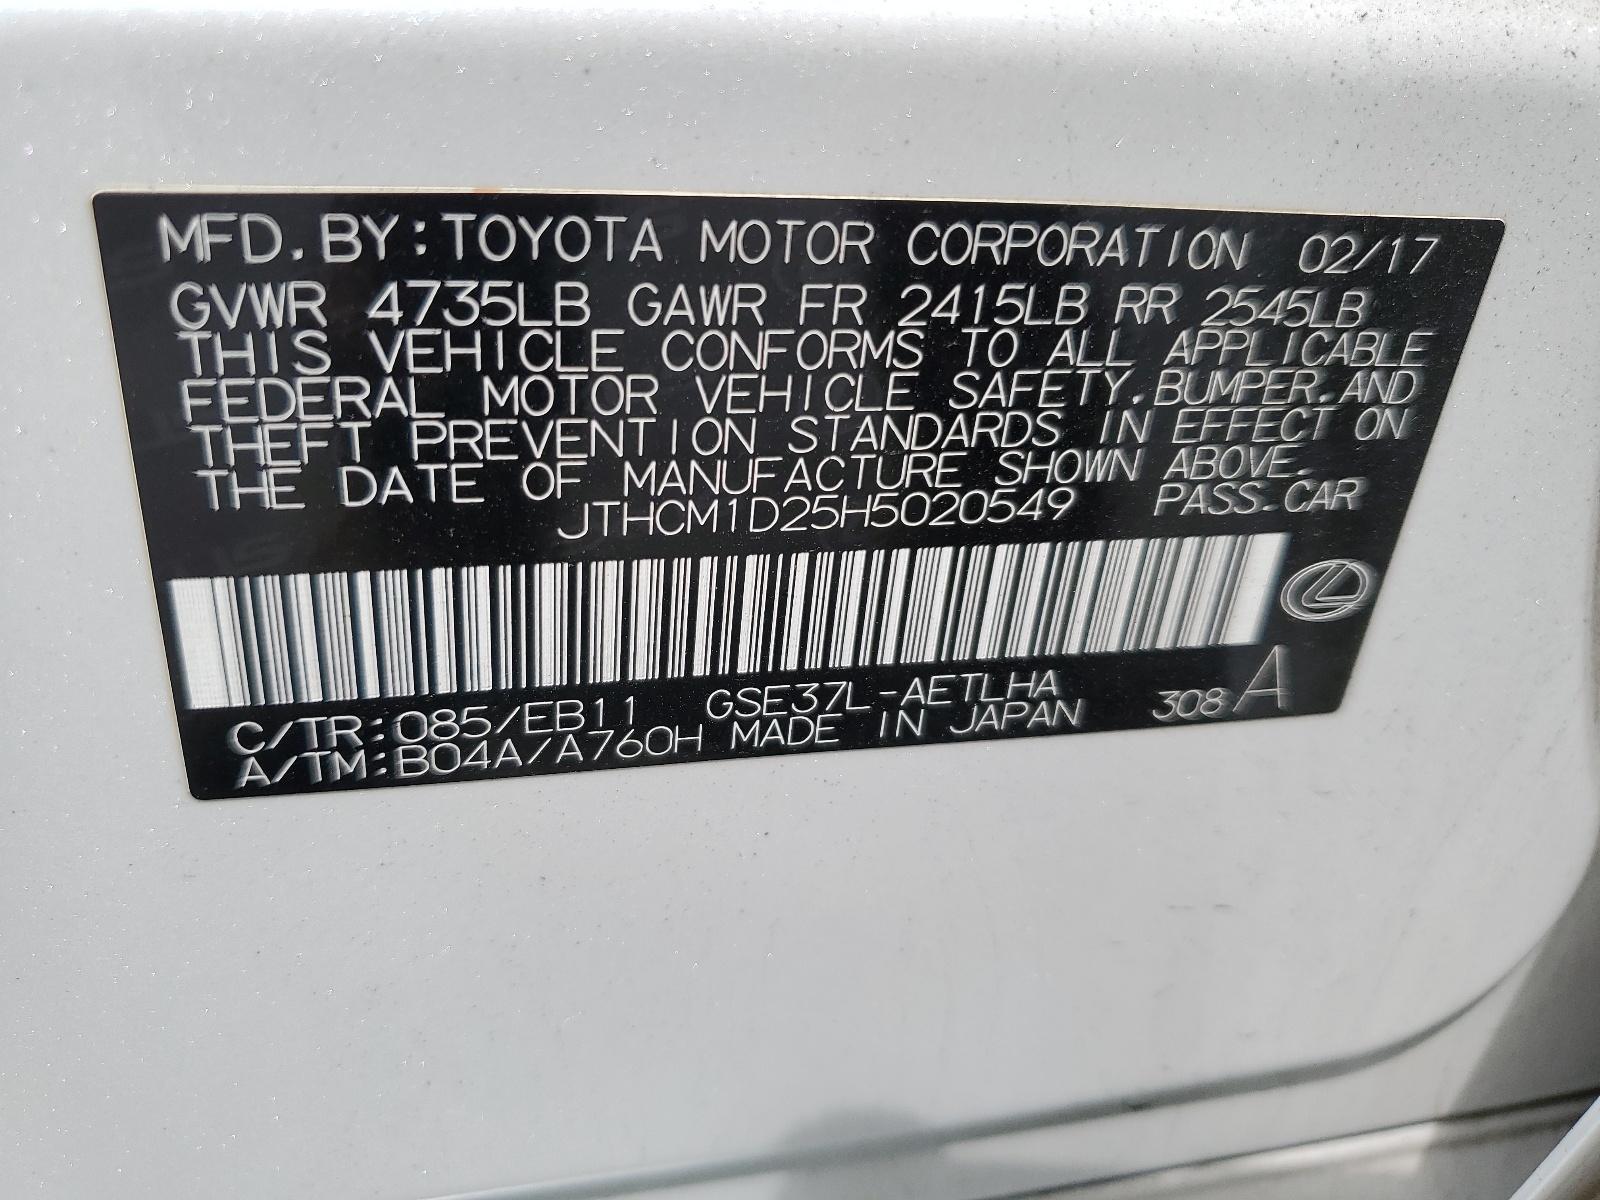 MFD. BY: TOYOTA MOTOR CORPORATION 02/17
GVWR 4735LB GAWR FR 2415LB RR 2545LB
THIS VEHICLE CONFORMS TO ALL APPLICABLE
FEDERAL MOTOR VEHICLE SAFETY, BUMPER, AND
THEFT PREVENTION STANDARDS IN EFFECT ON
THE DATE OF MANUFACTURE SHOWN ABOVE.
JTHCM1D25H5020549 PASS. CAR
C/TR: 085/EB11 GSE37L-AETLHA
A/TM: B04A/A760H MADE IN JAPAN 308 A